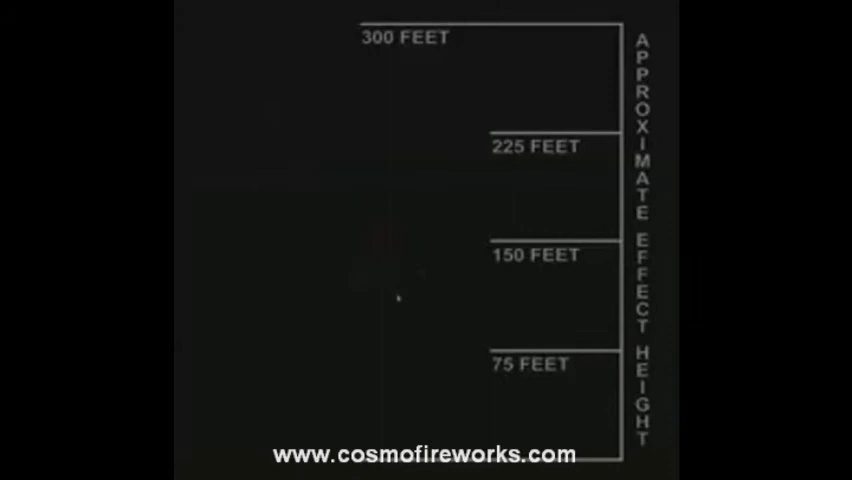 300 FEET
225 FEET
150 FEET
75 FEET
APPROXIMATE EFFECT HEIGHT
www.cosmofireworks.com